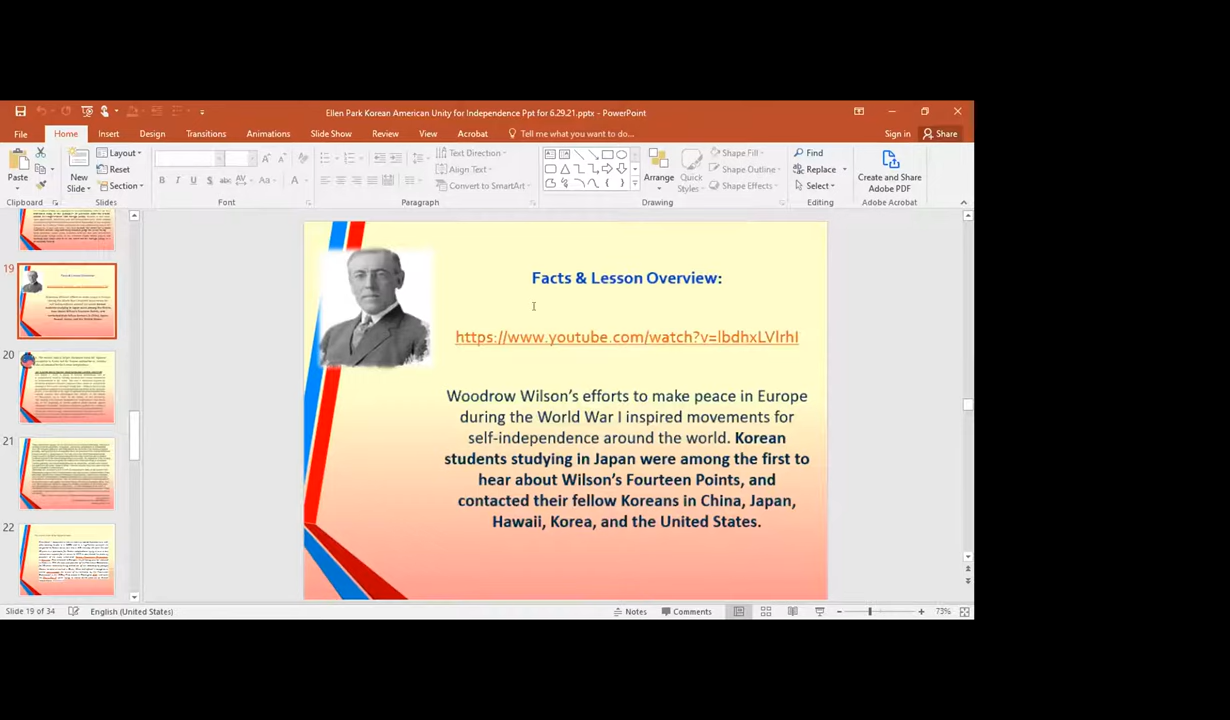 Ellen Park Korean American Unity for Independence Ppt for 6.29.21.pptx - PowerPoint
File Home Insert Design Transitions Animations Slide Show Review View Acrobat Tell me what you want to do... Sign in Share
Paste
New
Slide
Layout
Reset
Section
Text Direction
Align Text
Convert to SmartArt
Arrange
Quick
Styles
Shape Fill
Shape Outline
Shape Effects
Find
Replace
Select
Create and Share
Adobe PDF
Clipboard Slides Font Paragraph Drawing Editing Adobe Acrobat
19
20
21
22
Facts & Lesson Overview:
https://www.youtube.com/watch?v=lbdhxLVlrhI
Woodrow Wilson's efforts to make peace in Europe
during the World War I inspired movements for
self-independence around the world. Korean
students studying in Japan were among the first to
hear about Wilson's Fourteen Points, and
contacted their fellow Koreans in China, Japan,
Hawaii, Korea, and the United States.
Slide 19 of 34 English (United States) Notes Comments 73%